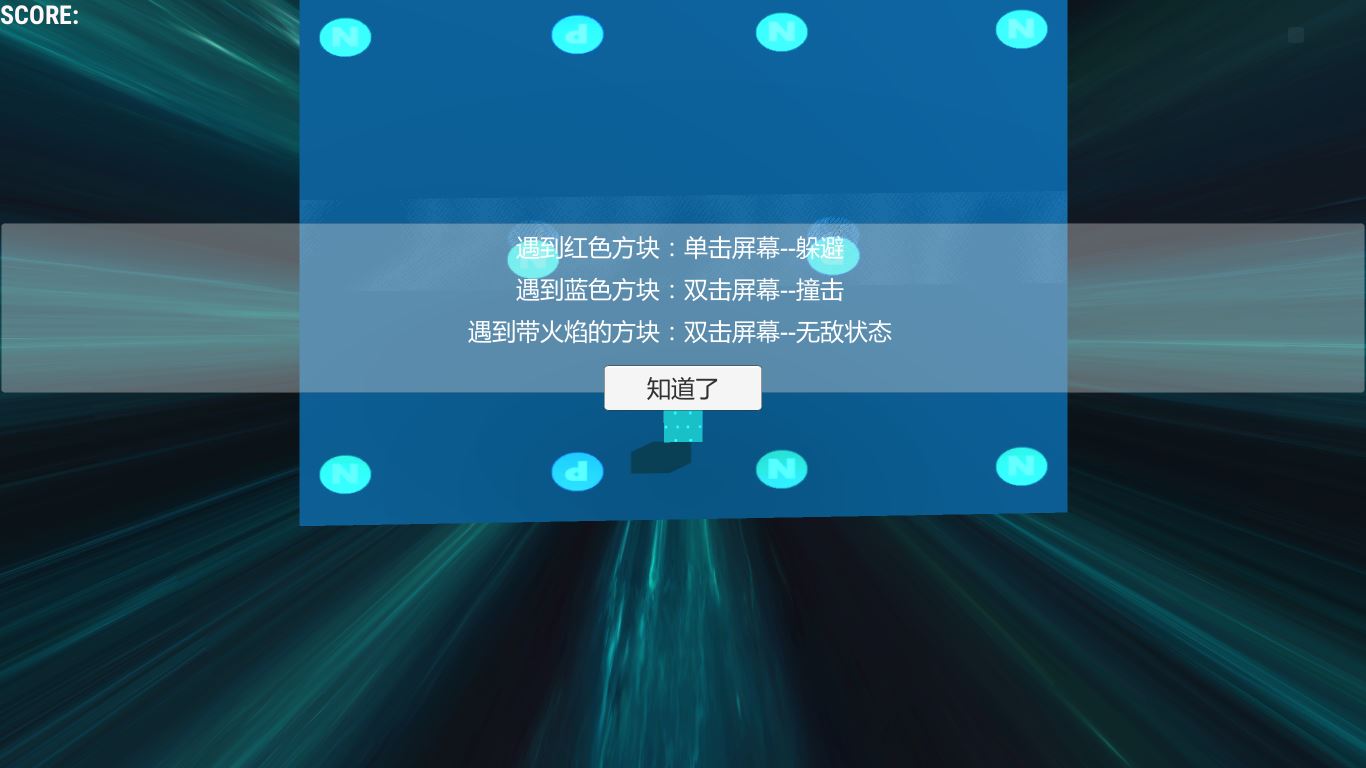 SCORE:
N P N N
N
遇到红色方块：单击屏幕--躲避
遇到蓝色方块：双击屏幕--撞击
遇到带火焰的方块：双击屏幕--无敌状态
知道了
N P N N